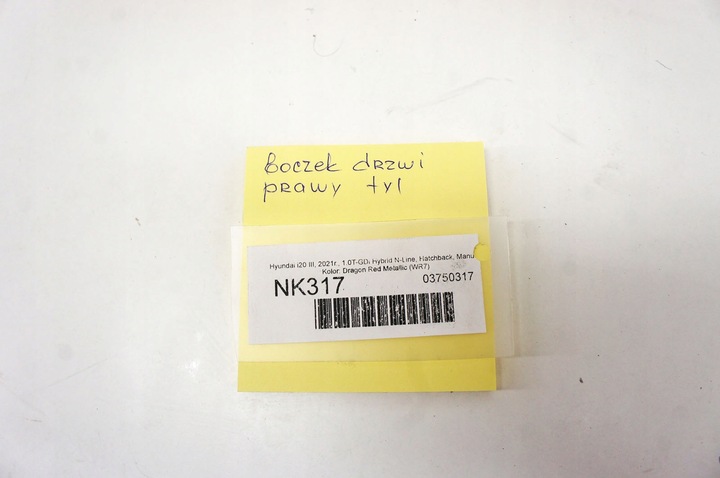 boczek drzwi
prawy tyl
Hyundai i20 III, 2021r., 1.0T-GDi Hybrid N-Line, Hatchback, Manu
Kolor: Dragon Red Metallic (WR7)
NK317
03750317